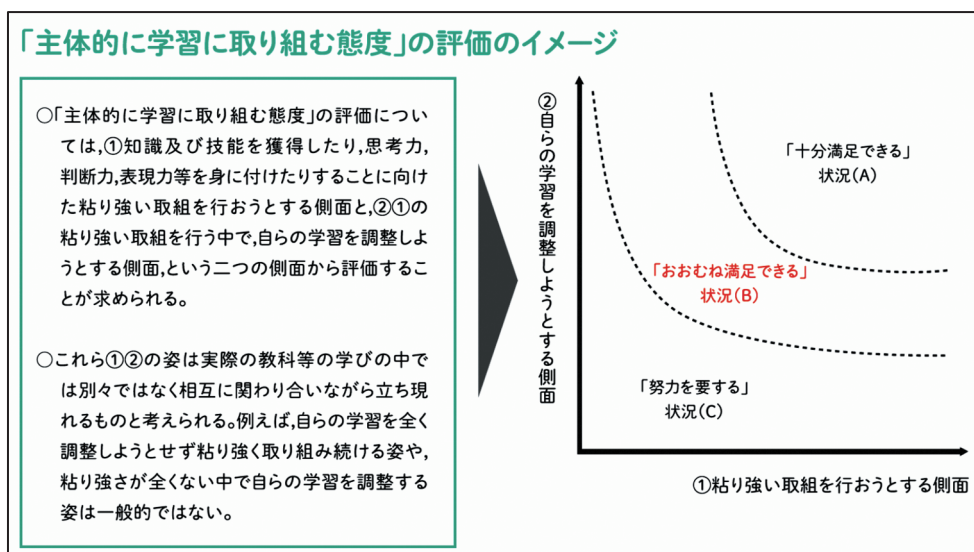 「主体的に学習に取り組む態度」の評価のイメージ
○「主体的に学習に取り組む態度」の評価につい
ては,①知識及び技能を獲得したり,思考力,
判断力,表現力等を身に付けたりすることに向け
た粘り強い取組を行おうとする側面と,②①の
粘り強い取組を行う中で,自らの学習を調整しよ
うとする側面,という二つの側面から評価するこ
とが求められる。
○これら①②の姿は実際の教科等の学びの中で
は別々ではなく相互に関わり合いながら立ち現
れるものと考えられる。例えば,自らの学習を全く
調整しようとせず粘り強く取り組み続ける姿や,
粘り強さが全くない中で自らの学習を調整する
姿は一般的ではない。
②自らの学習を調整しようとする側面
「十分満足できる」
状況(A)
「おおむね満足できる」
状況(B)
「努力を要する」
状況(C)
①粘り強い取組を行おうとする側面